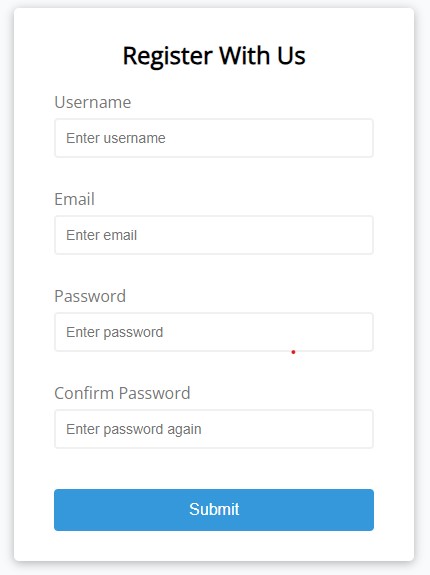 Register With Us
Username
Enter username
Email
Enter email
Password
Enter password
Confirm Password
Enter password again
Submit